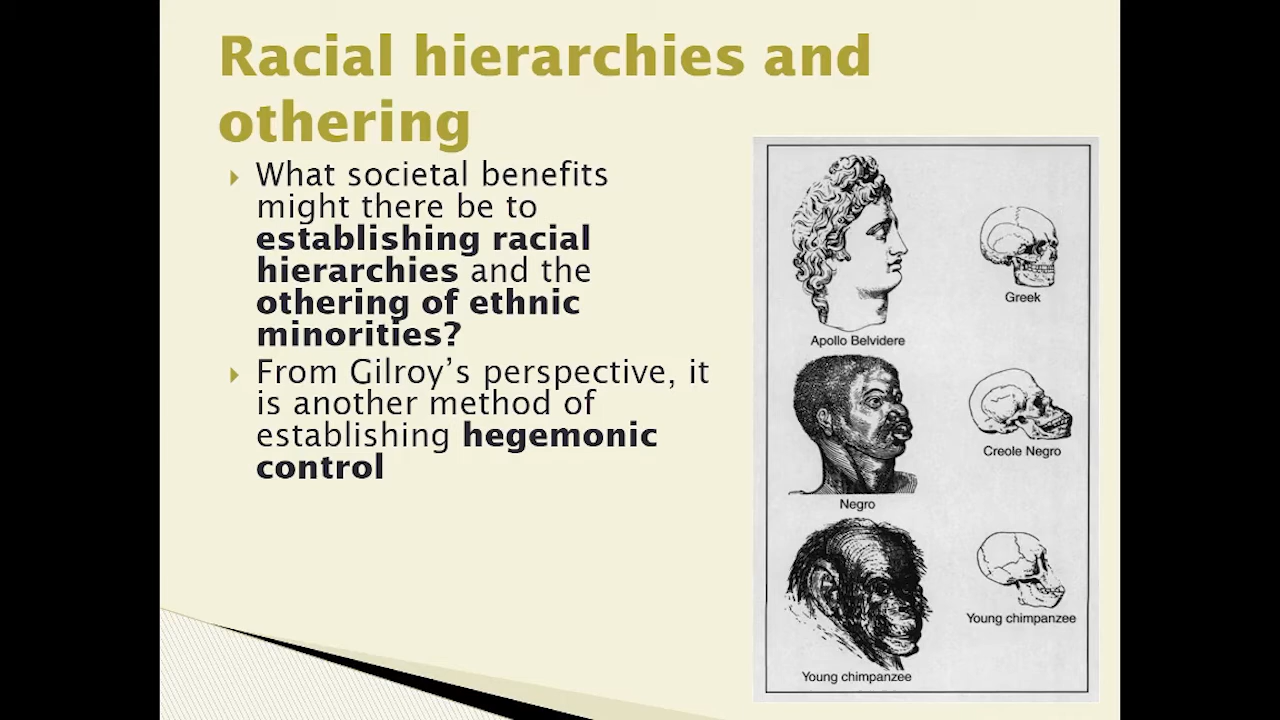 Racial hierarchies and
othering
What societal benefits
might there be to
establishing racial
hierarchies and the
othering of ethnic
minorities?
From Gilroy's perspective, it
is another method of
establishing hegemonic
control
Apollo Belvidere
Greek
Negro
Creole Negro
Young chimpanzee
Young chimpanzee